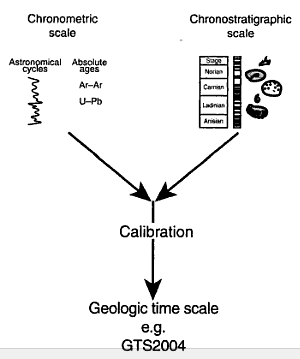 Chronometric
scale
Astronomical
cycles
Absolute
ages
Ar–Ar
U–Pb
Chronostratigraphic
scale
Stage
Norian
Carnian
Ladinian
Anisian
Calibration
Geologic time scale
e.g.
GTS2004